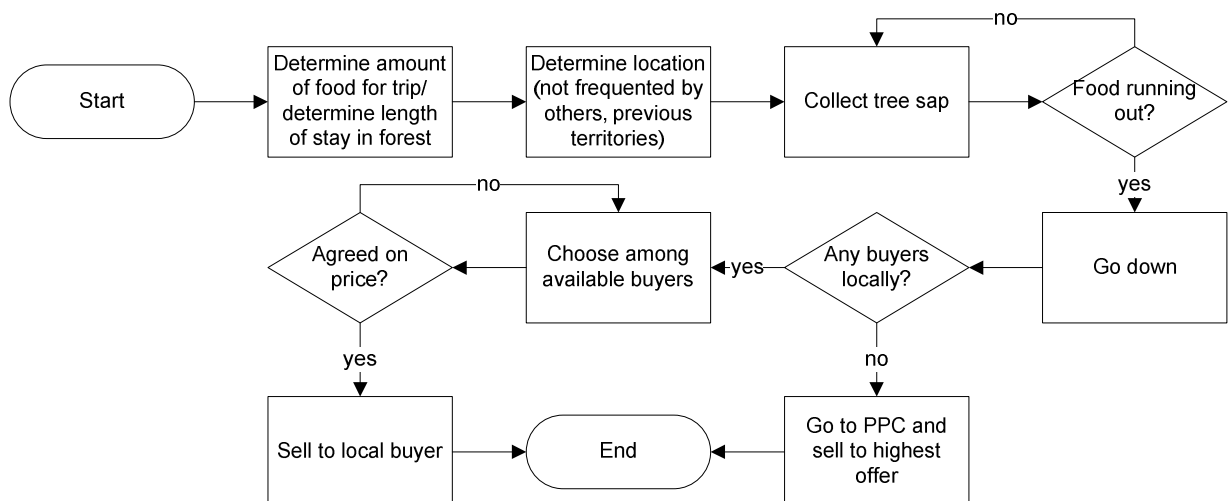 no
Start
Determine amount
of food for trip/
determine length
of stay in forest
Determine location
(not frequented by
others, previous
territories)
Collect tree sap
Food running
out?
yes
no
Agreed on
price?
Choose among
available buyers
yes
Any buyers
locally?
Go down
yes
no
Sell to local buyer
End
Go to PPC and
sell to highest
offer